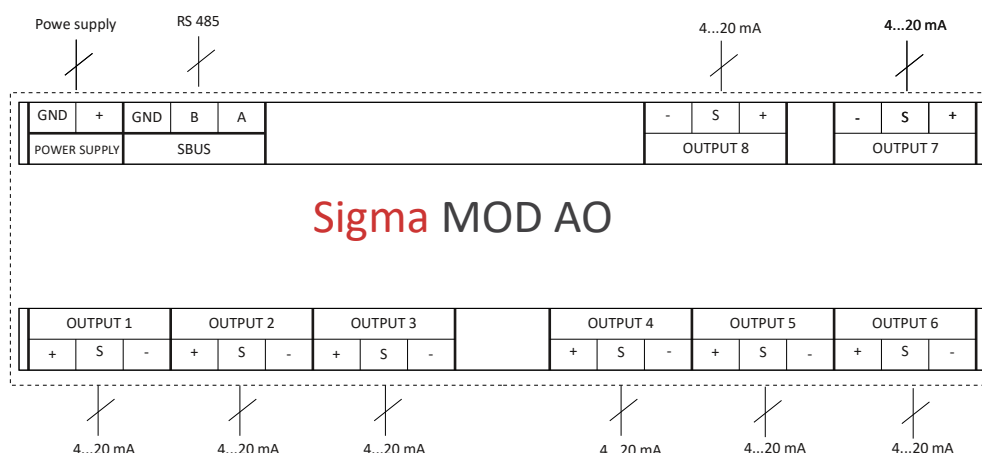 Powe supply RS 485 4...20 mA 4...20 mA
GND + GND B A - S + - S +
POWER SUPPLY SBUS OUTPUT 8 OUTPUT 7
Sigma MOD AO
OUTPUT 1 OUTPUT 2 OUTPUT 3 OUTPUT 4 OUTPUT 5 OUTPUT 6
+ S - + S - + S - + S - + S - + S -
4...20 mA 4...20 mA 4...20 mA 4...20 mA 4...20 mA 4...20 mA